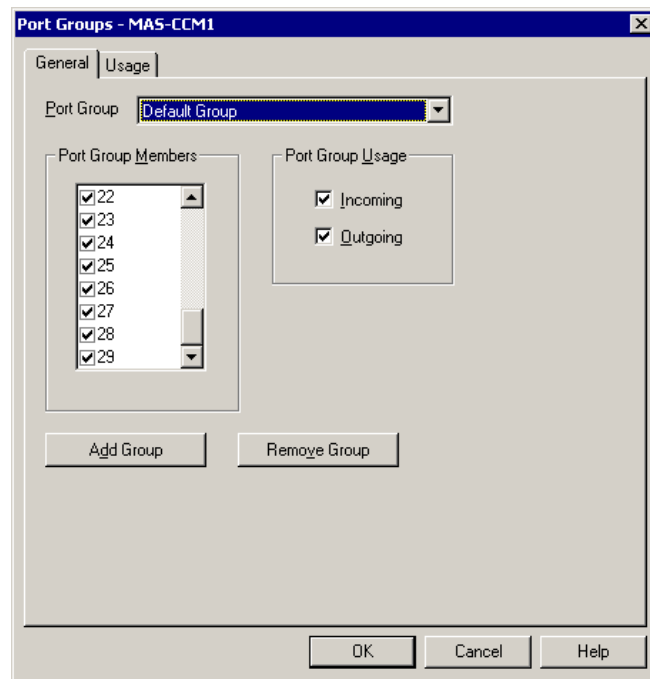 Port Groups - MAS-CCM1
General Usage
Port Group Default Group
Port Group Members Port Group Usage
22
23
24
25
26
27
28
29
Incoming
Outgoing
Add Group Remove Group
OK Cancel Help